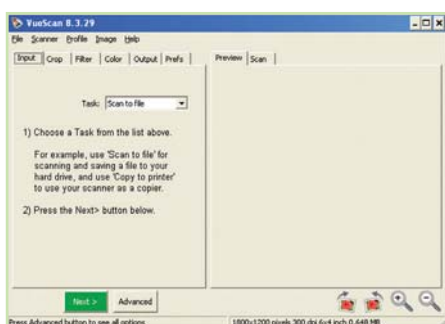 VueScan 8.3.29
File Scanner Profile Image Help
Input Crop Filter Color Output Prefs Preview Scan
Task: Scan to file
1) Choose a Task from the list above.
For example, use 'Scan to file' for
scanning and saving a file to your
hard drive, and use 'Copy to printer'
to use your scanner as a copier.
2) Press the Next> button below.
Next > Advanced
Press Advanced button to see all options 1800x1200 pixels 300 dpi 6x4 inch 0.648 MB